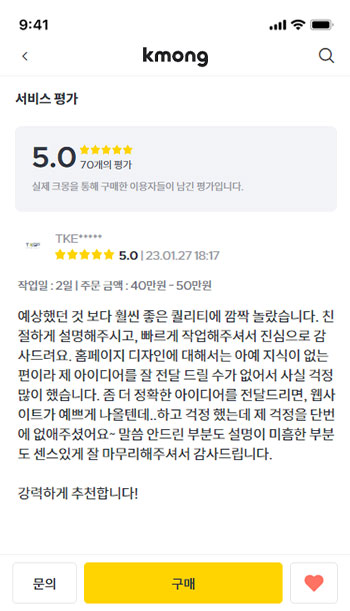 9:41
kmong
서비스 평가
5.0
70개의 평가
실제 크몽을 통해 구매한 이용자들이 남긴 평가입니다.
TKE*****
5.0 | 23.01.27 18:17
작업일 : 2일 | 주문 금액 : 40만원 - 50만원
예상했던 것 보다 훨씬 좋은 퀄리티에 깜짝 놀랐습니다. 친
절하게 설명해주시고, 빠르게 작업해주셔서 진심으로 감
사드려요. 홈페이지 디자인에 대해서는 아예 지식이 없는
편이라 제 아이디어를 잘 전달 드릴 수가 없어서 사실 걱정
많이 했습니다. 좀 더 정확한 아이디어를 전달드리면, 웹사
이트가 예쁘게 나올텐데..하고 걱정 했는데 제 걱정을 단번
에 없애주셨어요~ 말씀 안드린 부분도 설명이 미흡한 부분
도 센스있게 잘 마무리해주셔서 감사드립니다.
강력하게 추천합니다!
문의
구매